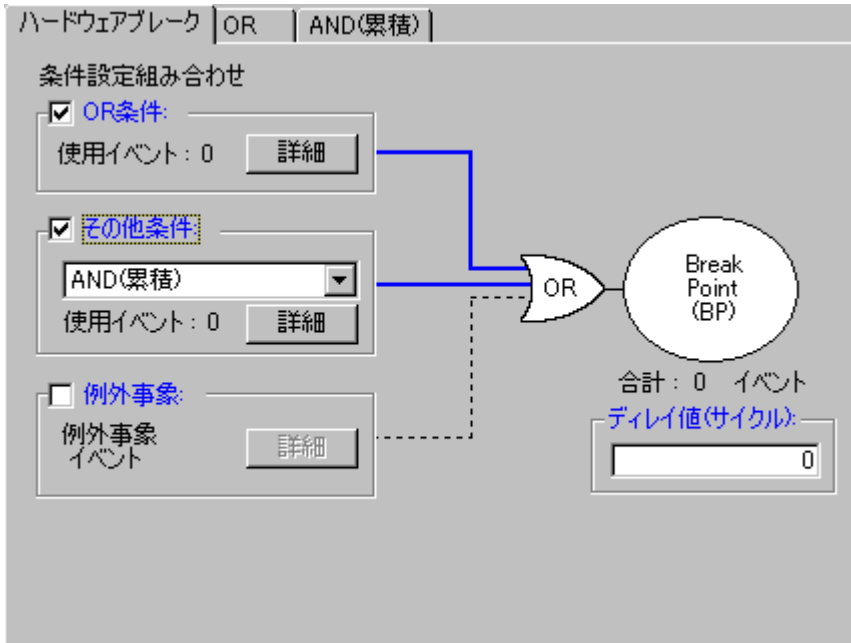 ハードウェアブレーク OR AND(累積)
条件設定組み合わせ
OR条件:
使用イベント : 0 詳細
その他条件:
AND(累積)
使用イベント : 0 詳細
例外事象:
例外事象
イベント
詳細
OR
Break
Point
(BP)
合計 : 0 イベント
ディレイ値(サイクル):
0